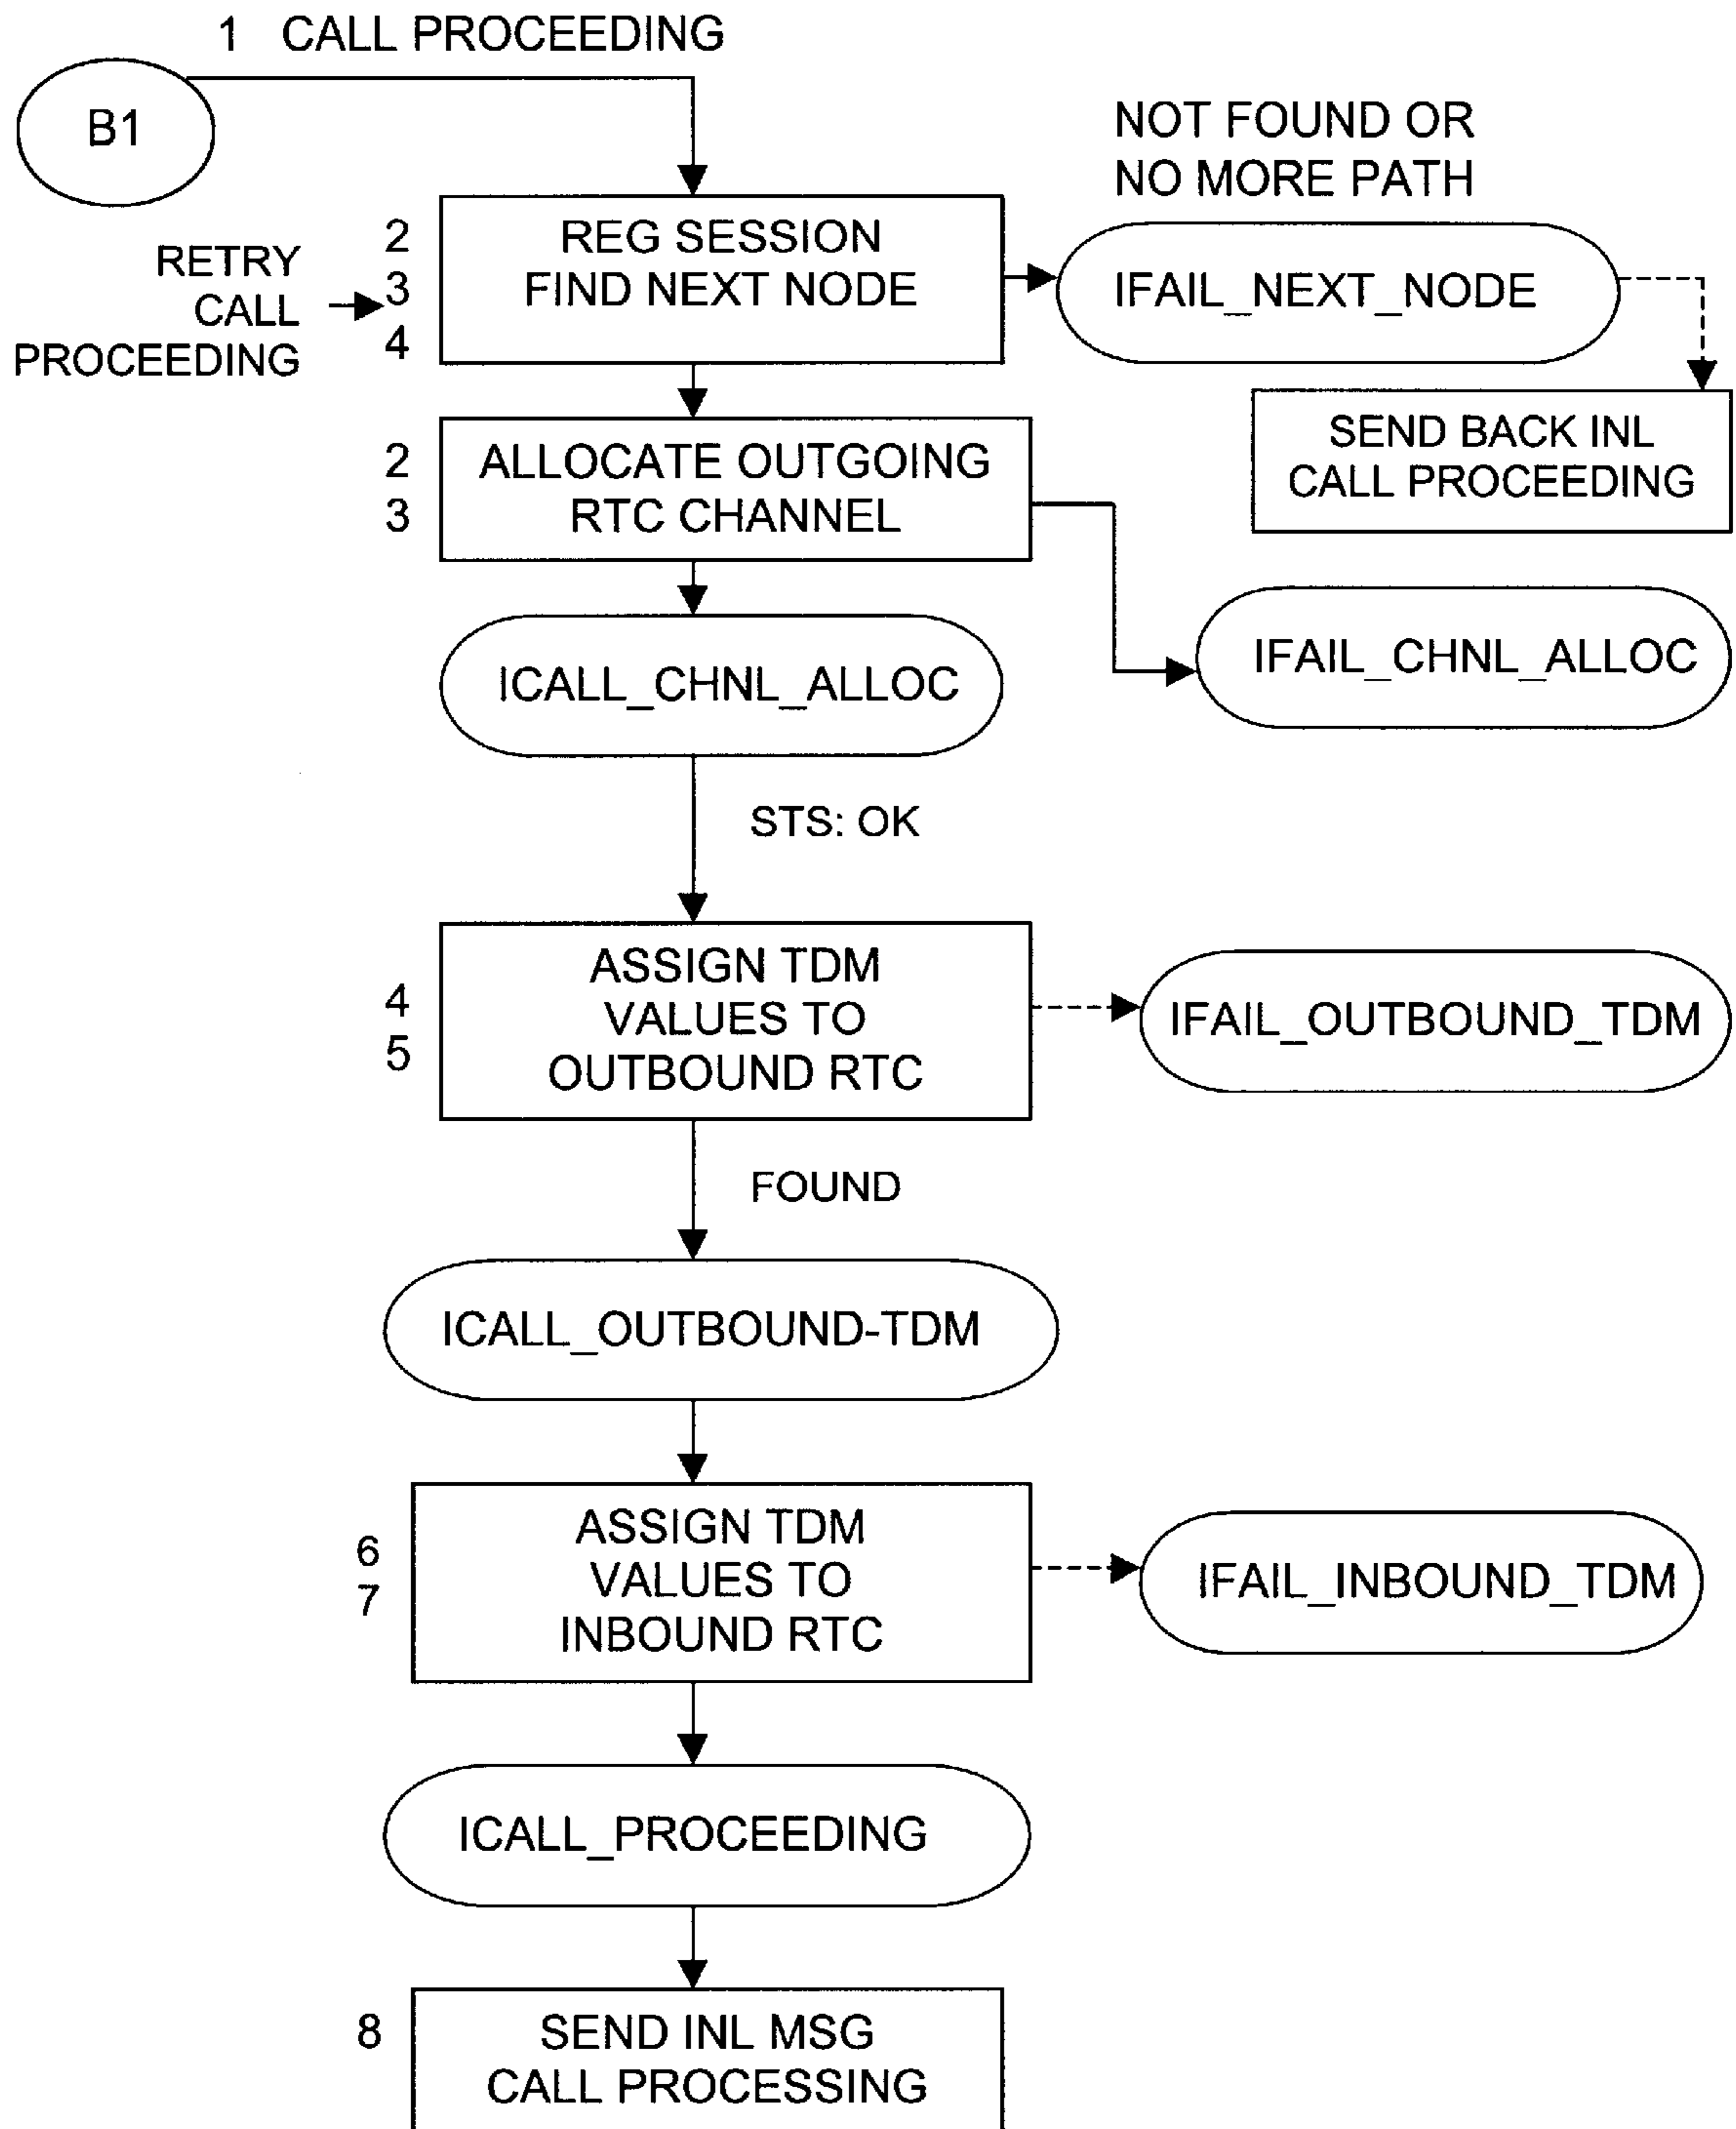 1 CALL PROCEEDING
B1
NOT FOUND OR
NO MORE PATH
RETRY
CALL
PROCEEDING
2
3
4
REG SESSION
FIND NEXT NODE
IFAIL_NEXT_NODE
SEND BACK INL
CALL PROCEEDING
2
3
ALLOCATE OUTGOING
RTC CHANNEL
IFAIL_CHNL_ALLOC
ICALL_CHNL_ALLOC
STS: OK
4
5
ASSIGN TDM
VALUES TO
OUTBOUND RTC
IFAIL_OUTBOUND_TDM
FOUND
ICALL_OUTBOUND-TDM
6
7
ASSIGN TDM
VALUES TO
INBOUND RTC
IFAIL_INBOUND_TDM
ICALL_PROCEEDING
8
SEND INL MSG
CALL PROCESSING